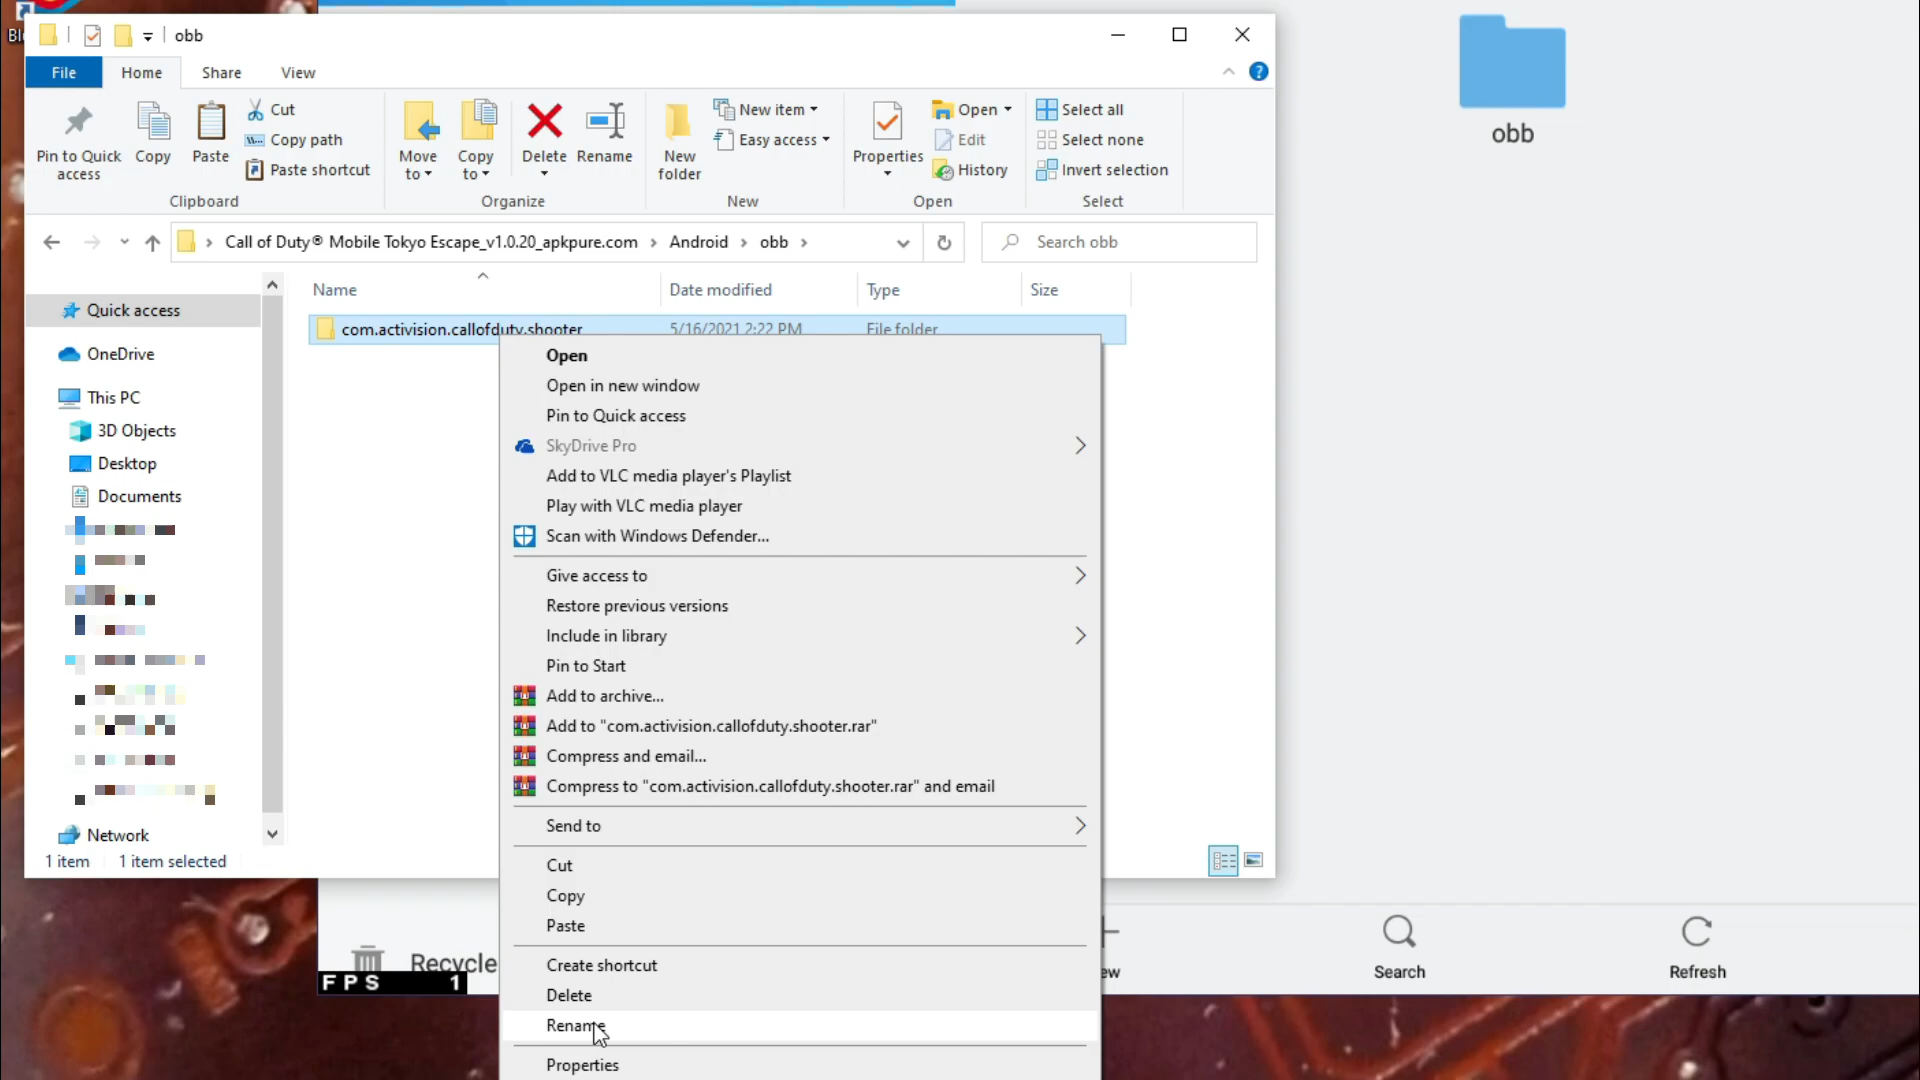 Bl
obb
File
Home
Share
View
Pin to Quick access
Copy
Paste
Cut
Copy path
Paste shortcut
Clipboard
Move to
Copy to
Delete
Rename
Organize
New folder
New item
Easy access
New
Properties
Open
Edit
History
Open
Select all
Select none
Invert selection
Select
Call of Duty® Mobile Tokyo Escape_v1.0.20_apkpure.com > Android > obb >
Search obb
Name
Date modified
Type
Size
com.activision.callofduty.shooter
5/16/2021 2:22 PM
File folder
Quick access
OneDrive
This PC
3D Objects
Desktop
Documents
Network
1 item
1 item selected
Open
Open in new window
Pin to Quick access
SkyDrive Pro
Add to VLC media player's Playlist
Play with VLC media player
Scan with Windows Defender...
Give access to
Restore previous versions
Include in library
Pin to Start
Add to archive...
Add to "com.activision.callofduty.shooter.rar"
Compress and email...
Compress to "com.activision.callofduty.shooter.rar" and email
Send to
Cut
Copy
Paste
Create shortcut
Delete
Rename
Properties
obb
Recycle
FPS 1
ew
Search
Refresh